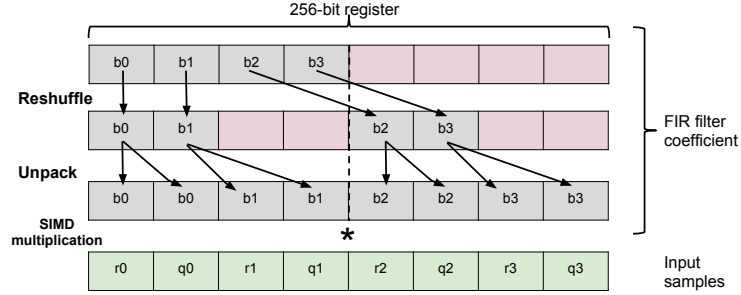 256-bit register
b0 b1 b2 b3
Reshuffle
b0 b1 b2 b3
FIR filter
coefficient
Unpack
b0 b0 b1 b1 b2 b2 b3 b3
SIMD
multiplication
*
r0 q0 r1 q1 r2 q2 r3 q3
Input
samples